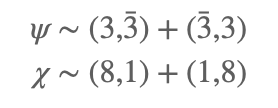 ψ ~ (3,3̄) + (3̄,3)
χ ~ (8,1) + (1,8)